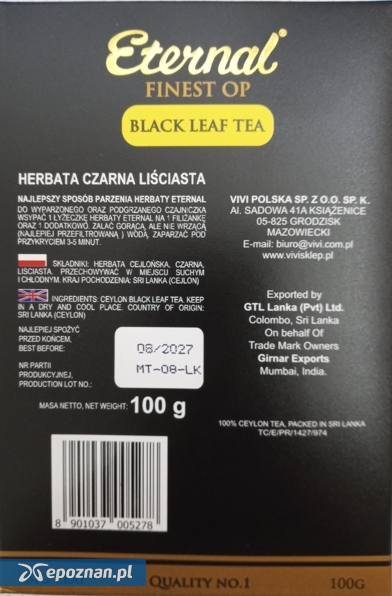 Eternal
FINEST OP
BLACK LEAF TEA
HERBATA CZARNA LIŚCIASTA
NAJLEPSZY SPOSÓB PARZENIA HERBATY ETERNAL
DO WYPARZONEGO ORAZ PODGRZANEGO CZAJNICZKA
WSYPAĆ 1 ŁYŻECZKĘ HERBATY ETERNAL NA 1 FILIŻANKĘ
ORAZ 1 DODATKOWO. ZALAĆ GORĄCĄ, ALE NIE WRZĄCĄ
(NAJLEPIEJ PRZEFILTROWANĄ) WODĄ. ZAPARZAĆ POD
PRZYKRYCIEM 3-5 MINUT.
SKŁADNIKI: HERBATA CEJLOŃSKA, CZARNA,
LIŚCIASTA. PRZECHOWYWAĆ W MIEJSCU SUCHYM
I CHŁODNYM. KRAJ POCHODZENIA: SRI LANKA (CEJLON)
INGREDIENTS: CEYLON BLACK LEAF TEA. KEEP
IN A DRY AND COOL PLACE. COUNTRY OF ORIGIN:
SRI LANKA (CEYLON)
NAJLEPIEJ SPOŻYĆ
PRZED KOŃCEM,
BEST BEFORE:
08/2027
NR PARTII
PRODUKCYJNEJ,
PRODUCTION LOT NO.:
MT-08-LK
MASA NETTO, NET WEIGHT: 100 g
8 901037 005278
VIVI POLSKA SP. Z O.O. SP. K.
Al. SADOWA 41A KSIĄŻENICE
05-825 GRODZISK
MAZOWIECKI
E-mail: biuro@vivi.com.pl
www.vivisklep.pl
Exported by
GTL Lanka (Pvt) Ltd.
Colombo, Sri Lanka
On behalf Of
Trade Mark Owners
Girnar Exports
Mumbai, India.
100% CEYLON TEA, PACKED IN SRI LANKA
TC/E/PR/1427/974
QUALITY NO.1
100G
epoznan.pl